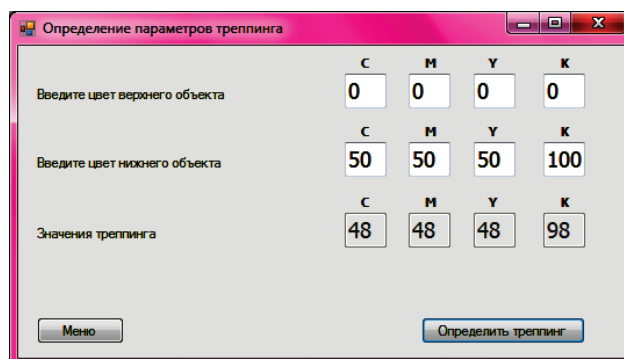 Определение параметров треппинга
C M Y K
Введите цвет верхнего объекта 0 0 0 0
C M Y K
Введите цвет нижнего объекта 50 50 50 100
C M Y K
Значения треппинга 48 48 48 98
Меню Определить треппинг